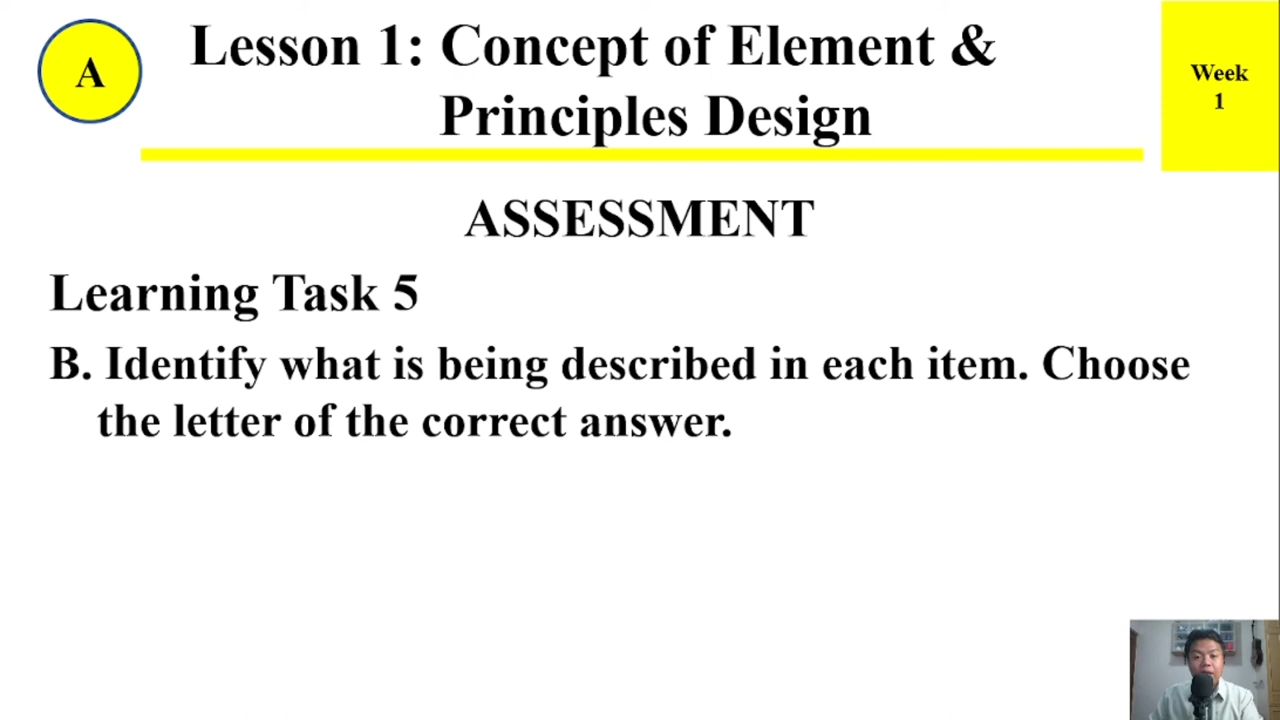 A
Lesson 1: Concept of Element &
Principles Design
Week
1
ASSESSMENT
Learning Task 5
B. Identify what is being described in each item. Choose
the letter of the correct answer.